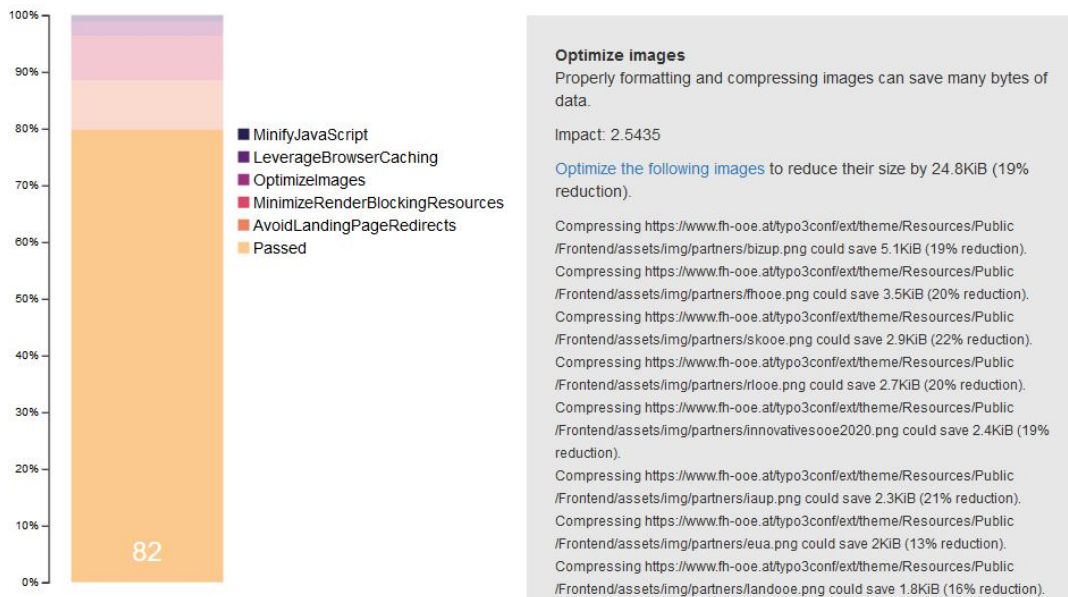 100%
90%
80%
70%
60%
50%
40%
30%
20%
10%
0%
82
MinifyJavaScript
LeverageBrowserCaching
OptimizeImages
MinimizeRenderBlockingResources
AvoidLandingPageRedirects
Passed
Optimize images
Properly formatting and compressing images can save many bytes of
data.
Impact: 2.5435
Optimize the following images to reduce their size by 24.8KiB (19%
reduction).
Compressing https://www.fh-ooe.at/typo3conf/ext/theme/Resources/Public
/Frontend/assets/img/partners/bizup.png could save 5.1KiB (19% reduction).
Compressing https://www.fh-ooe.at/typo3conf/ext/theme/Resources/Public
/Frontend/assets/img/partners/fhooe.png could save 3.5KiB (20% reduction).
Compressing https://www.fh-ooe.at/typo3conf/ext/theme/Resources/Public
/Frontend/assets/img/partners/skooe.png could save 2.9KiB (22% reduction).
Compressing https://www.fh-ooe.at/typo3conf/ext/theme/Resources/Public
/Frontend/assets/img/partners/rlooe.png could save 2.7KiB (20% reduction).
Compressing https://www.fh-ooe.at/typo3conf/ext/theme/Resources/Public
/Frontend/assets/img/partners/innovativesooe2020.png could save 2.4KiB (19%
reduction).
Compressing https://www.fh-ooe.at/typo3conf/ext/theme/Resources/Public
/Frontend/assets/img/partners/iaup.png could save 2.3KiB (21% reduction).
Compressing https://www.fh-ooe.at/typo3conf/ext/theme/Resources/Public
/Frontend/assets/img/partners/eua.png could save 2KiB (13% reduction).
Compressing https://www.fh-ooe.at/typo3conf/ext/theme/Resources/Public
/Frontend/assets/img/partners/landooe.png could save 1.8KiB (16% reduction).